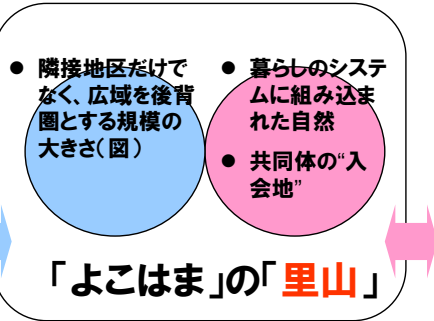 ● 隣接地区だけで
なく、広域を後背
圏とする規模の
大きさ(図)
● 暮らしのシステ
ムに組み込ま
れた自然
● 共同体の“入
会地”
「よこはま」の「里山」